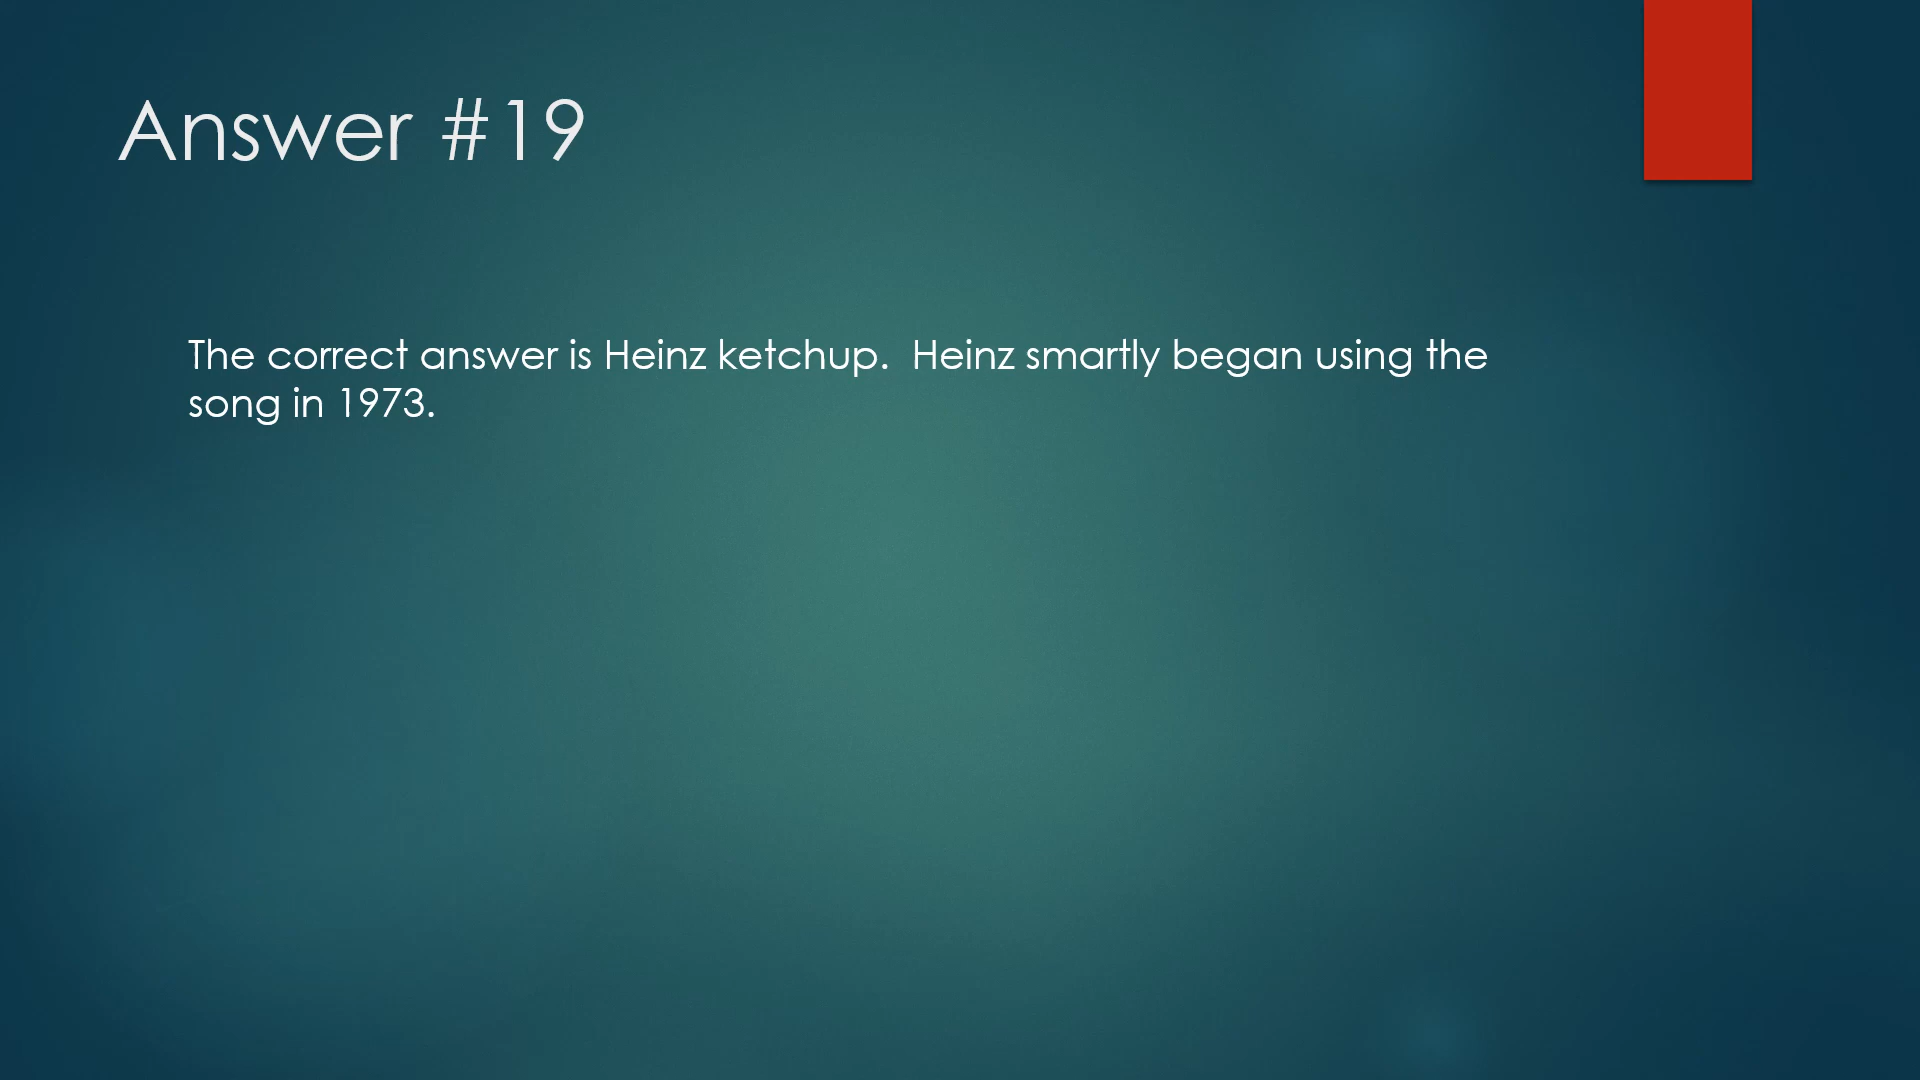 Answer #19
The correct answer is Heinz ketchup.  Heinz smartly began using the
song in 1973.